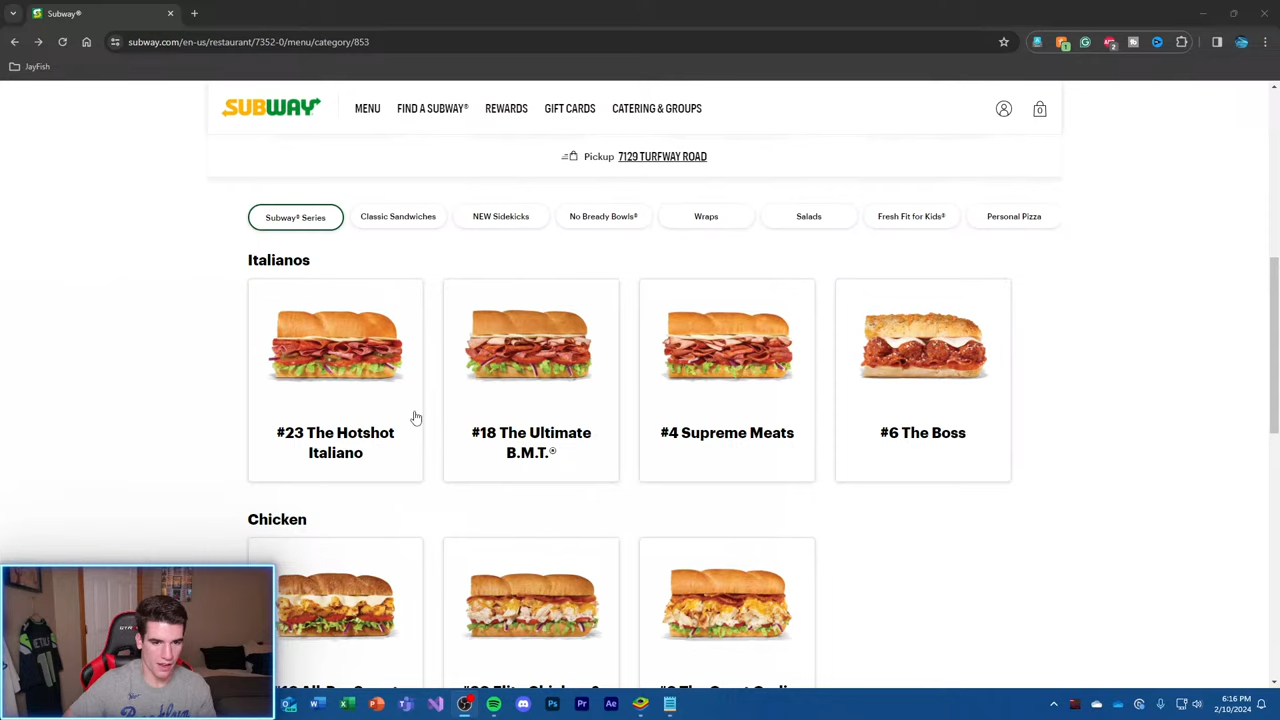 Subway®
subway.com/en-us/restaurant/7352-0/menu/category/853
JayFish
SUBWAY
MENU
FIND A SUBWAY®
REWARDS
GIFT CARDS
CATERING & GROUPS
0
Pickup 7129 TURFWAY ROAD
Subway® Series
Classic Sandwiches
NEW Sidekicks
No Bready Bowls®
Wraps
Salads
Fresh Fit for Kids®
Personal Pizza
Italianos
#23 The Hotshot
Italiano
#18 The Ultimate
B.M.T.®
#4 Supreme Meats
#6 The Boss
Chicken
6:16 PM
2/10/2024